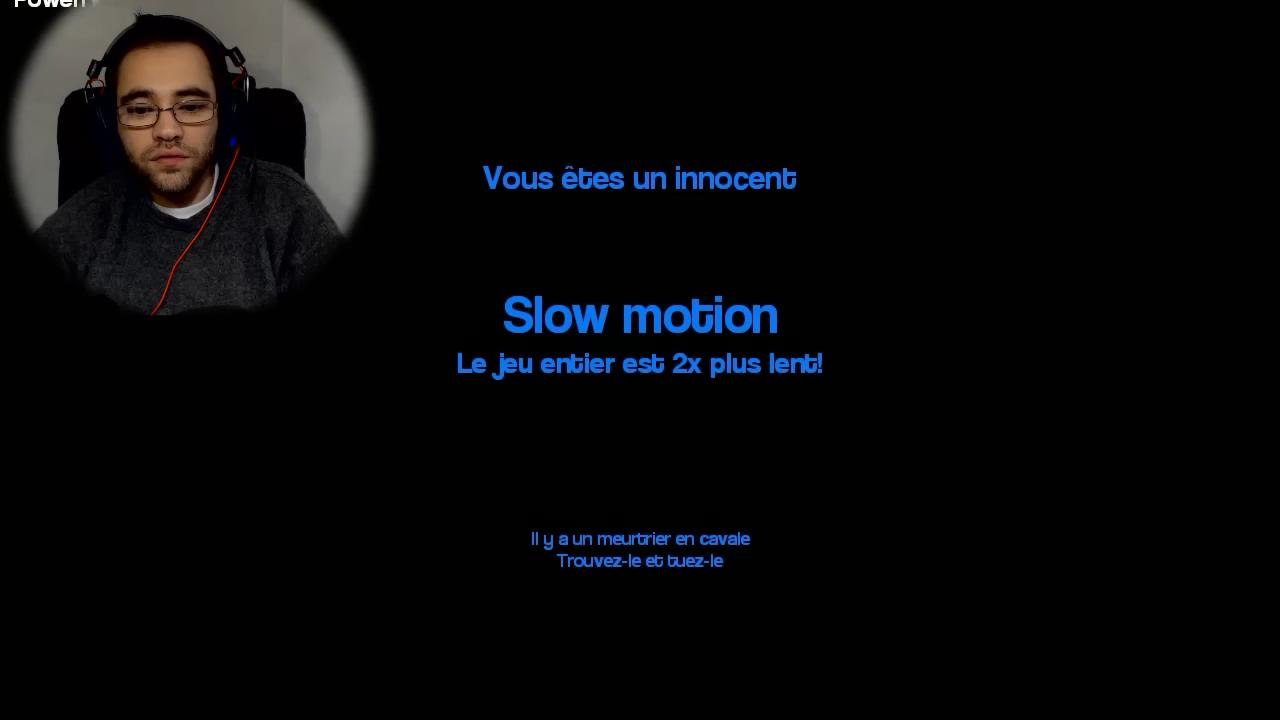 Vous êtes un innocent
Slow motion
Le jeu entier est 2x plus lent!
Il y a un meurtrier en cavale
Trouvez-le et tuez-le